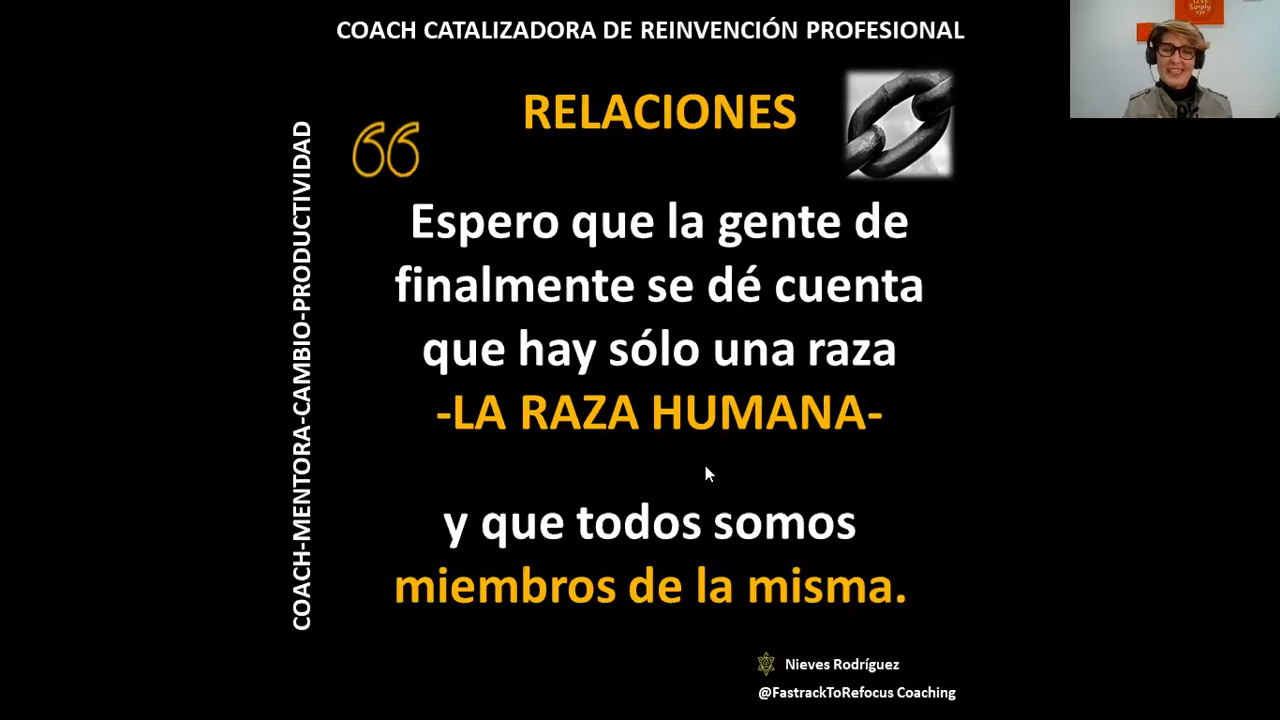 COACH CATALIZADORA DE REINVENCIÓN PROFESIONAL
RELACIONES
COACH-MENTORA-CAMBIO-PRODUCTIVIDAD
Espero que la gente de
finalmente se dé cuenta
que hay sólo una raza
-LA RAZA HUMANA-
y que todos somos
miembros de la misma.
Nieves Rodríguez
@FastrackToRefocus Coaching